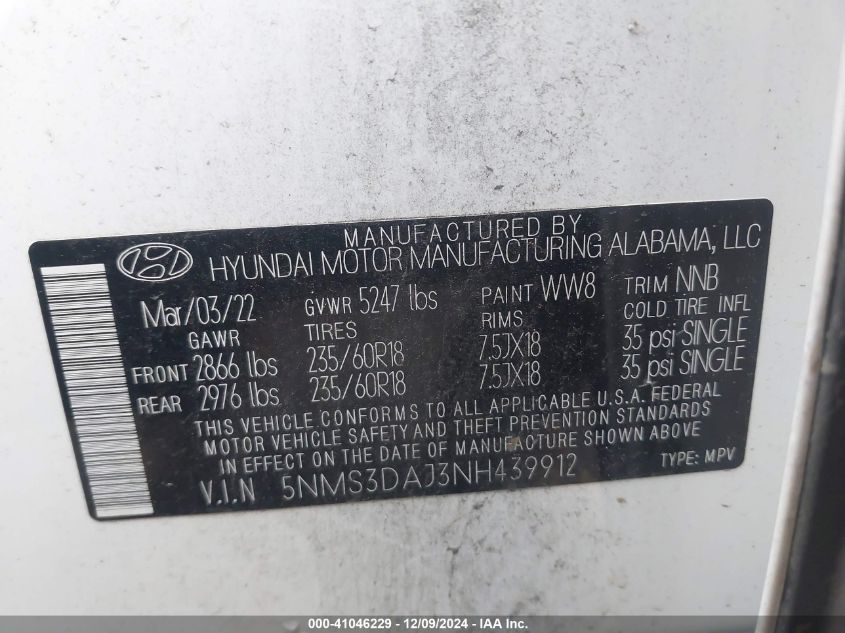 MANUFACTURED BY
HYUNDAI MOTOR MANUFACTURING ALABAMA, LLC
Mar/03/22 GVWR 5247 lbs PAINT WW8 TRIM NNB
GAWR TIRES RIMS COLD TIRE INFL
FRONT 2866 lbs 235/60R18 7.5JX18 35 psi SINGLE
REAR 2976 lbs 235/60R18 7.5JX18 35 psi SINGLE
THIS VEHICLE CONFORMS TO ALL APPLICABLE U.S.A. FEDERAL
MOTOR VEHICLE SAFETY AND THEFT PREVENTION STANDARDS
IN EFFECT ON THE DATE OF MANUFACTURE SHOWN ABOVE
V.I.N 5NMS3DAJ3NH439912 TYPE: MPV
000-41046229 - 12/09/2024 - IAA Inc.